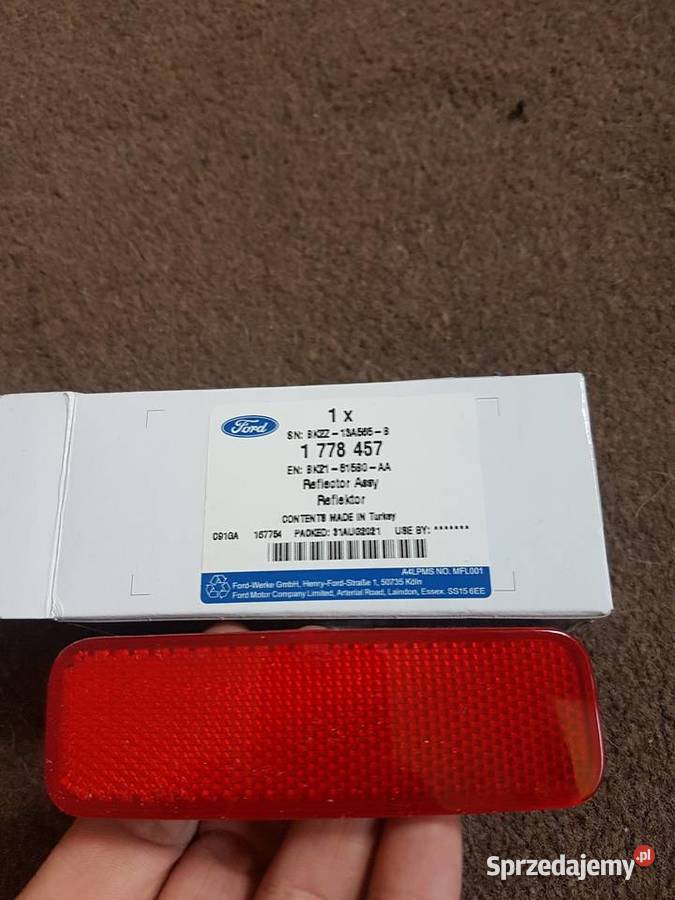 Ford
1 x
SN: BK2Z-13A565-B
1 778 457
EN: BK21-515B0-AA
Reflector Assy
Reflektor
CONTENTS MADE IN Turkey
C91GA 157754 PACKED: 31AUG2021 USE BY: *******
A4LPMS NO. MFL001
Ford-Werke GmbH, Henry-Ford-Straße 1, 50735 Köln
Ford Motor Company Limited, Arterial Road, Laindon, Essex. SS15 6EE
Sprzedajemy.pl